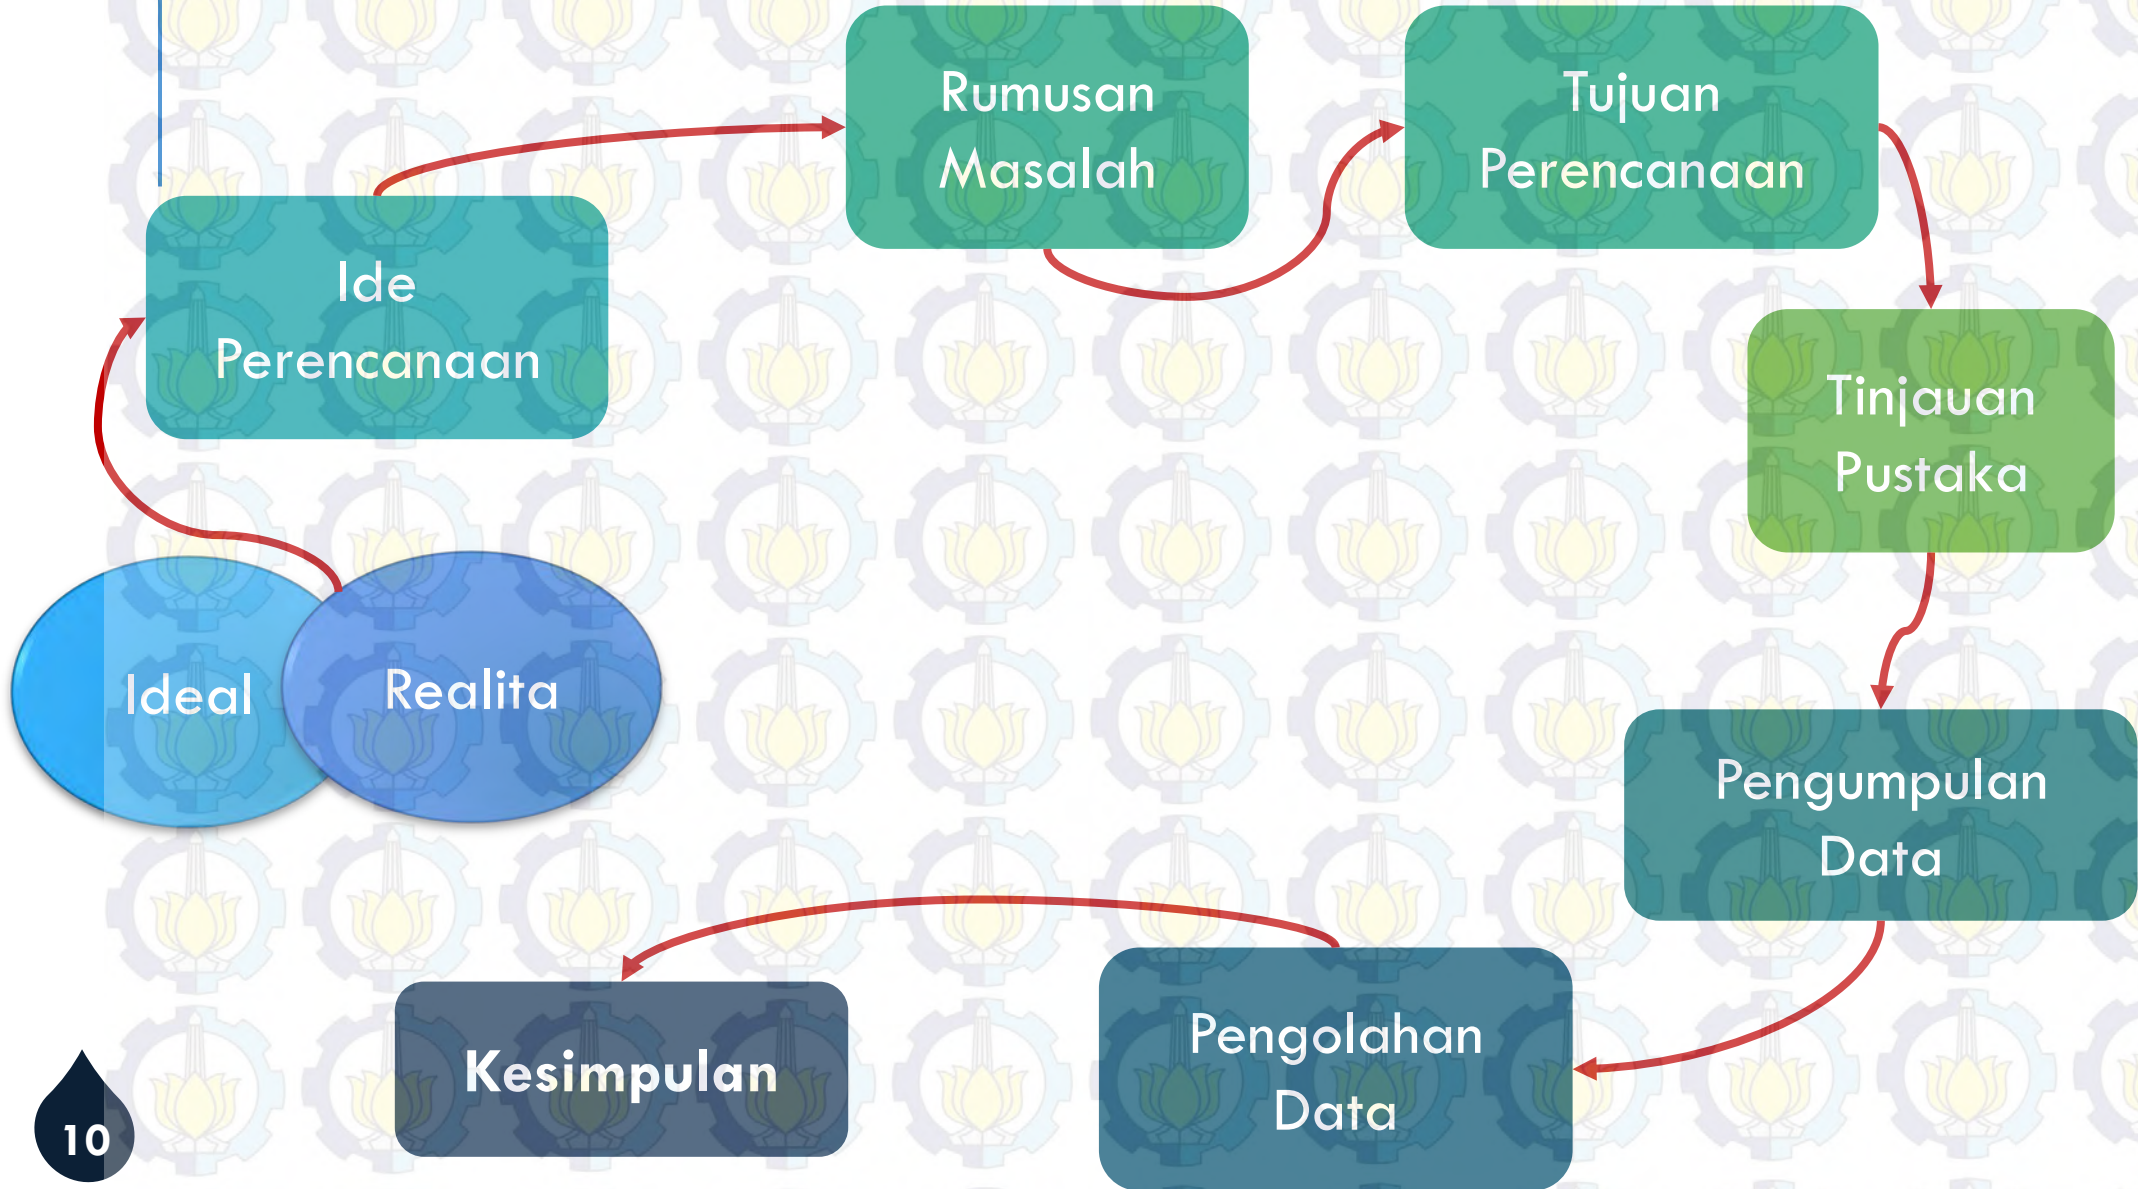 Rumusan
Masalah
Tujuan
Perencanaan
Ide
Perencanaan
Tinjauan
Pustaka
Ideal
Realita
Pengumpulan
Data
Pengolahan
Data
Kesimpulan
10